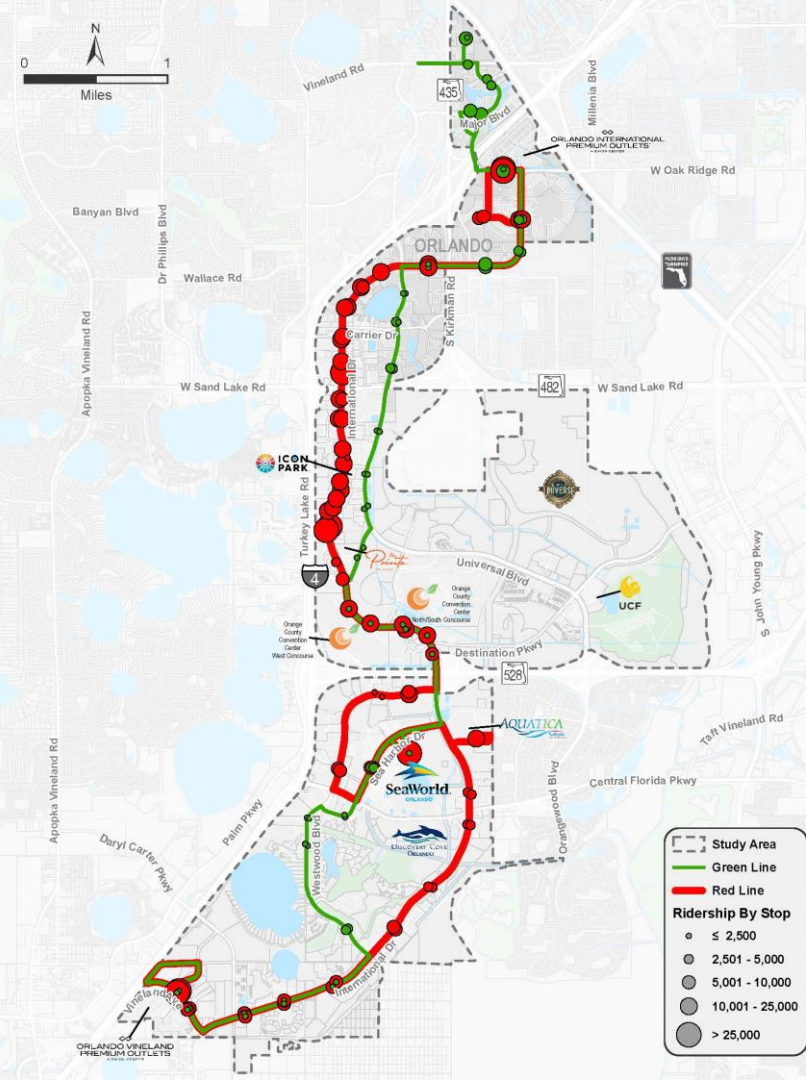 N
0 1
Miles
Vineland Rd
435
Millenia Blvd
Major Blvd
ORLANDO INTERNATIONAL
PREMIUM OUTLETS
W Oak Ridge Rd
Banyan Blvd
Dr Phillips Blvd
ORLANDO
Wallace Rd
FLORIDA'S
TURNPIKE
S Kirkman Rd
Apopka Vineland Rd
Carrier Dr
International Dr
W Sand Lake Rd
482
W Sand Lake Rd
ICON
PARK
Turkey Lake Rd
Pointe
4
Universal Blvd
UCF
S John Young Pkwy
Orange
County
Convention
Center
North/South Concourse
Orange
County
Convention
Center
West Concourse
Destination Pkwy
528
AQUATICA
Taft Vineland Rd
Sea Harbor Dr
SeaWorld
ORLANDO
Apopka Vineland Rd
Palm Pkwy
Central Florida Pkwy
Orangewood Blvd
DISCOVERY COVE
ORLANDO
Westwood Blvd
Daryl Carter Pkwy
International Dr
Vineland Ave
ORLANDO VINELAND
PREMIUM OUTLETS
Study Area
Green Line
Red Line
Ridership By Stop
≤ 2,500
2,501 - 5,000
5,001 - 10,000
10,001 - 25,000
> 25,000